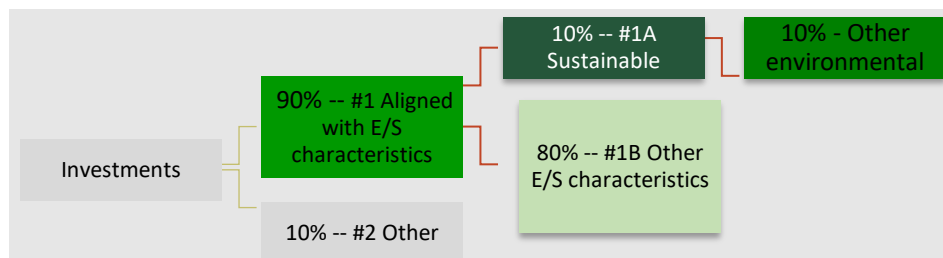 Investments
90% -- #1 Aligned
with E/S
characteristics
10% -- #2 Other
10% -- #1A
Sustainable
80% -- #1B Other
E/S characteristics
10% - Other
environmental